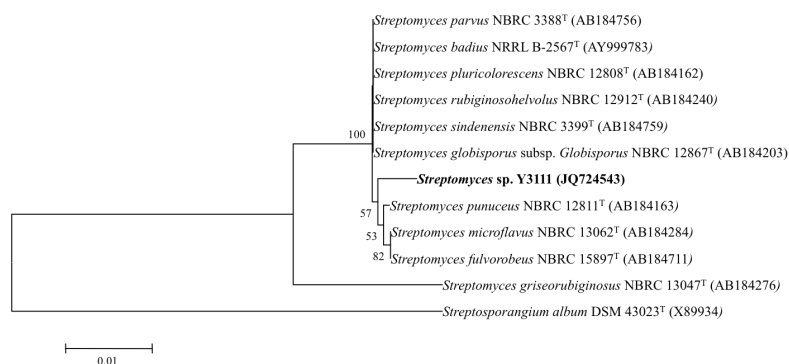 Streptomyces parvus NBRC 3388T (AB184756)
Streptomyces badius NRRL B-2567T (AY999783)
Streptomyces pluricolorescens NBRC 12808T (AB184162)
Streptomyces rubiginosohelvolus NBRC 12912T (AB184240)
Streptomyces sindenensis NBRC 3399T (AB184759)
100
Streptomyces globisporus subsp. Globisporus NBRC 12867T (AB184203)
Streptomyces sp. Y3111 (JQ724543)
Streptomyces punuceus NBRC 12811T (AB184163)
57
Streptomyces microflavus NBRC 13062T (AB184284)
53
Streptomyces fulvorobeus NBRC 15897T (AB184711)
82
Streptomyces griseorubiginosus NBRC 13047T (AB184276)
Streptosporangium album DSM 43023T (X89934)
0.01